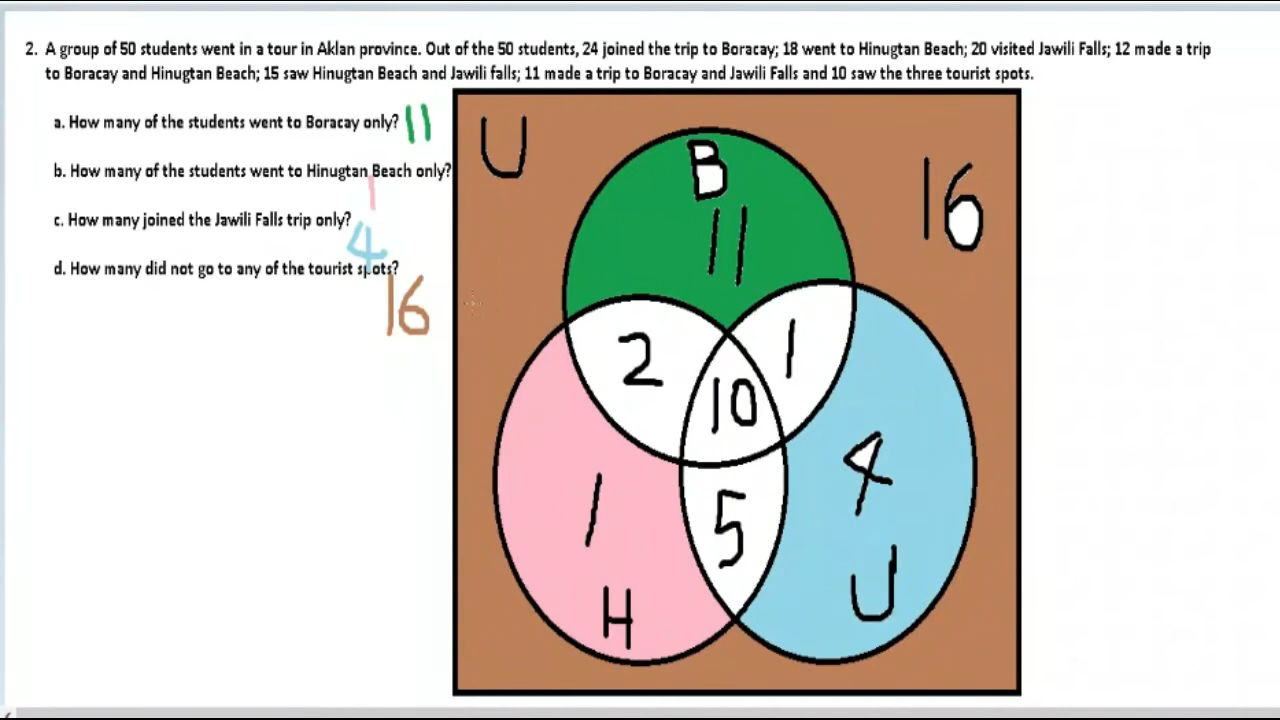 2. A group of 50 students went in a tour in Aklan province. Out of the 50 students, 24 joined the trip to Boracay; 18 went to Hinugtan Beach; 20 visited Jawili Falls; 12 made a trip
to Boracay and Hinugtan Beach; 15 saw Hinugtan Beach and Jawili falls; 11 made a trip to Boracay and Jawili Falls and 10 saw the three tourist spots.
a. How many of the students went to Boracay only? 11
b. How many of the students went to Hinugtan Beach only?
1
c. How many joined the Jawili Falls trip only?
4
d. How many did not go to any of the tourist spots?
16
U
B
16
11
2
1
10
4
1
5
U
H